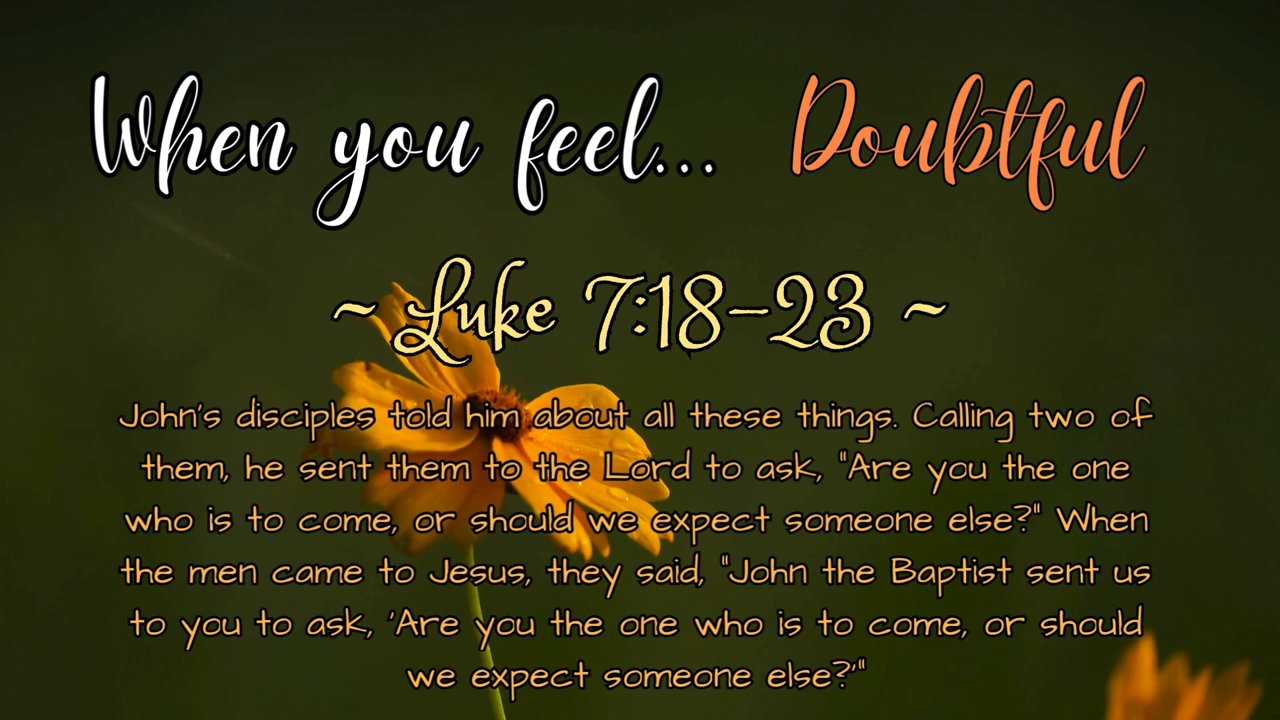 When you feel... Doubtful
~ Luke 7:18-23 ~
John's disciples told him about all these things. Calling two of
them, he sent them to the Lord to ask, "Are you the one
who is to come, or should we expect someone else?" When
the men came to Jesus, they said, "John the Baptist sent us
to you to ask, 'Are you the one who is to come, or should
we expect someone else?'"